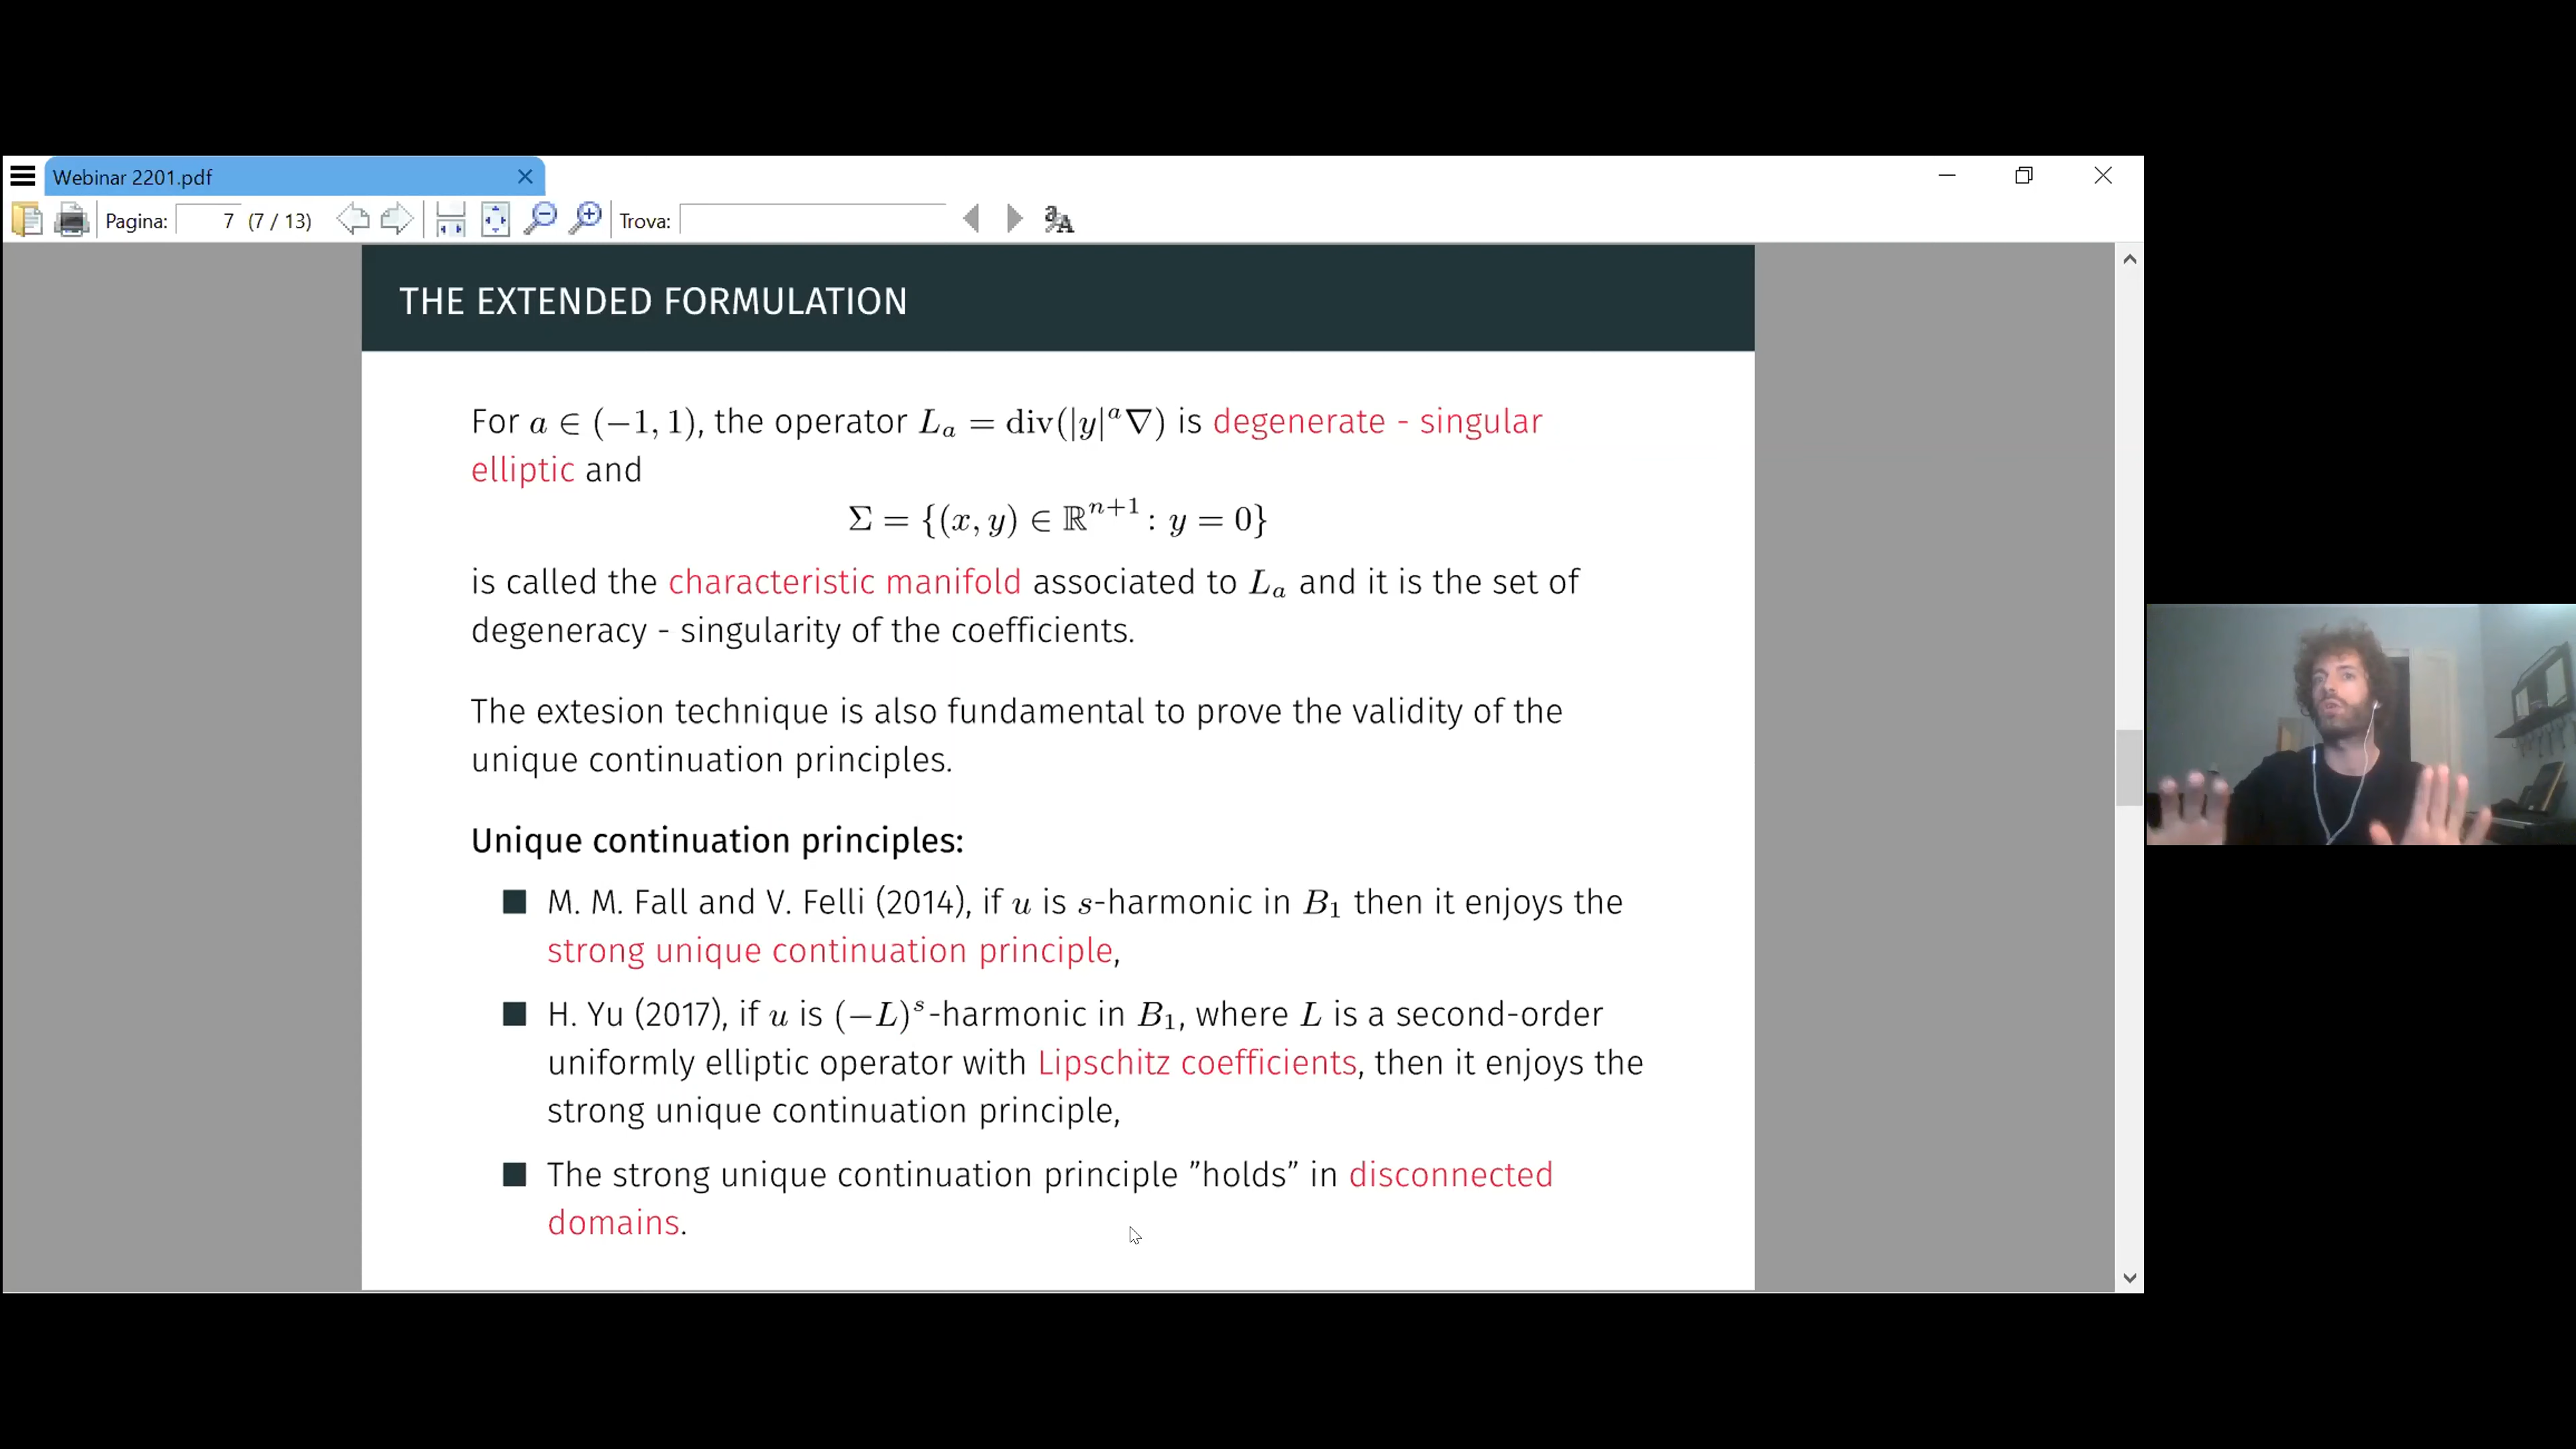 Webinar 2201.pdf
Pagina: 7 (7 / 13) Trova:
THE EXTENDED FORMULATION
For a ∈ (−1, 1), the operator Lₐ = div(|y|ᵃ∇) is degenerate - singular
elliptic and
Σ = {(x, y) ∈ ℝⁿ⁺¹ : y = 0}
is called the characteristic manifold associated to Lₐ and it is the set of
degeneracy - singularity of the coefficients.
The extesion technique is also fundamental to prove the validity of the
unique continuation principles.
Unique continuation principles:
■ M. M. Fall and V. Felli (2014), if u is s-harmonic in B₁ then it enjoys the
strong unique continuation principle,
■ H. Yu (2017), if u is (−L)ˢ-harmonic in B₁, where L is a second-order
uniformly elliptic operator with Lipschitz coefficients, then it enjoys the
strong unique continuation principle,
■ The strong unique continuation principle ”holds” in disconnected
domains.